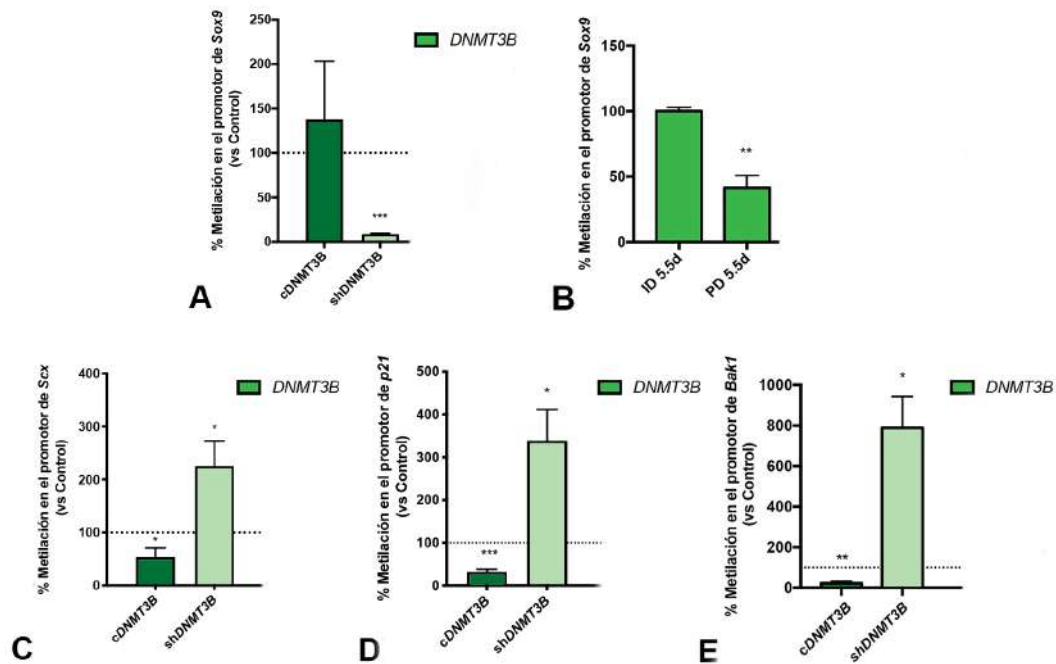 % Metilación en el promotor de Sox9
(vs Control)
250
200
150
100
50
0
***
cDNMT3B
shDNMT3B
DNMT3B
A
% Metilación en el promotor de Sox9
150
100
50
0
**
ID 5.5d
PD 5.5d
B
% Metilación en el promotor de Scx
(vs Control)
400
300
200
100
0
*
*
cDNMT3B
shDNMT3B
DNMT3B
C
% Metilación en el promotor de p21
(vs Control)
500
400
300
200
100
0
***
*
cDNMT3B
shDNMT3B
DNMT3B
D
% Metilación en el promotor de Bak1
(vs Control)
1000
800
600
400
200
0
**
*
cDNMT3B
shDNMT3B
DNMT3B
E